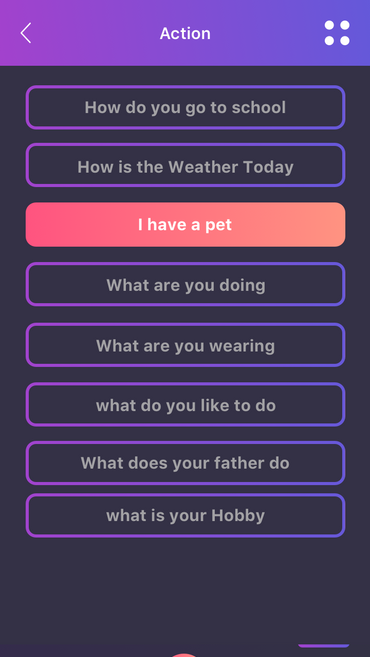 Action
How do you go to school
How is the Weather Today
I have a pet
What are you doing
What are you wearing
what do you like to do
What does your father do
what is your Hobby